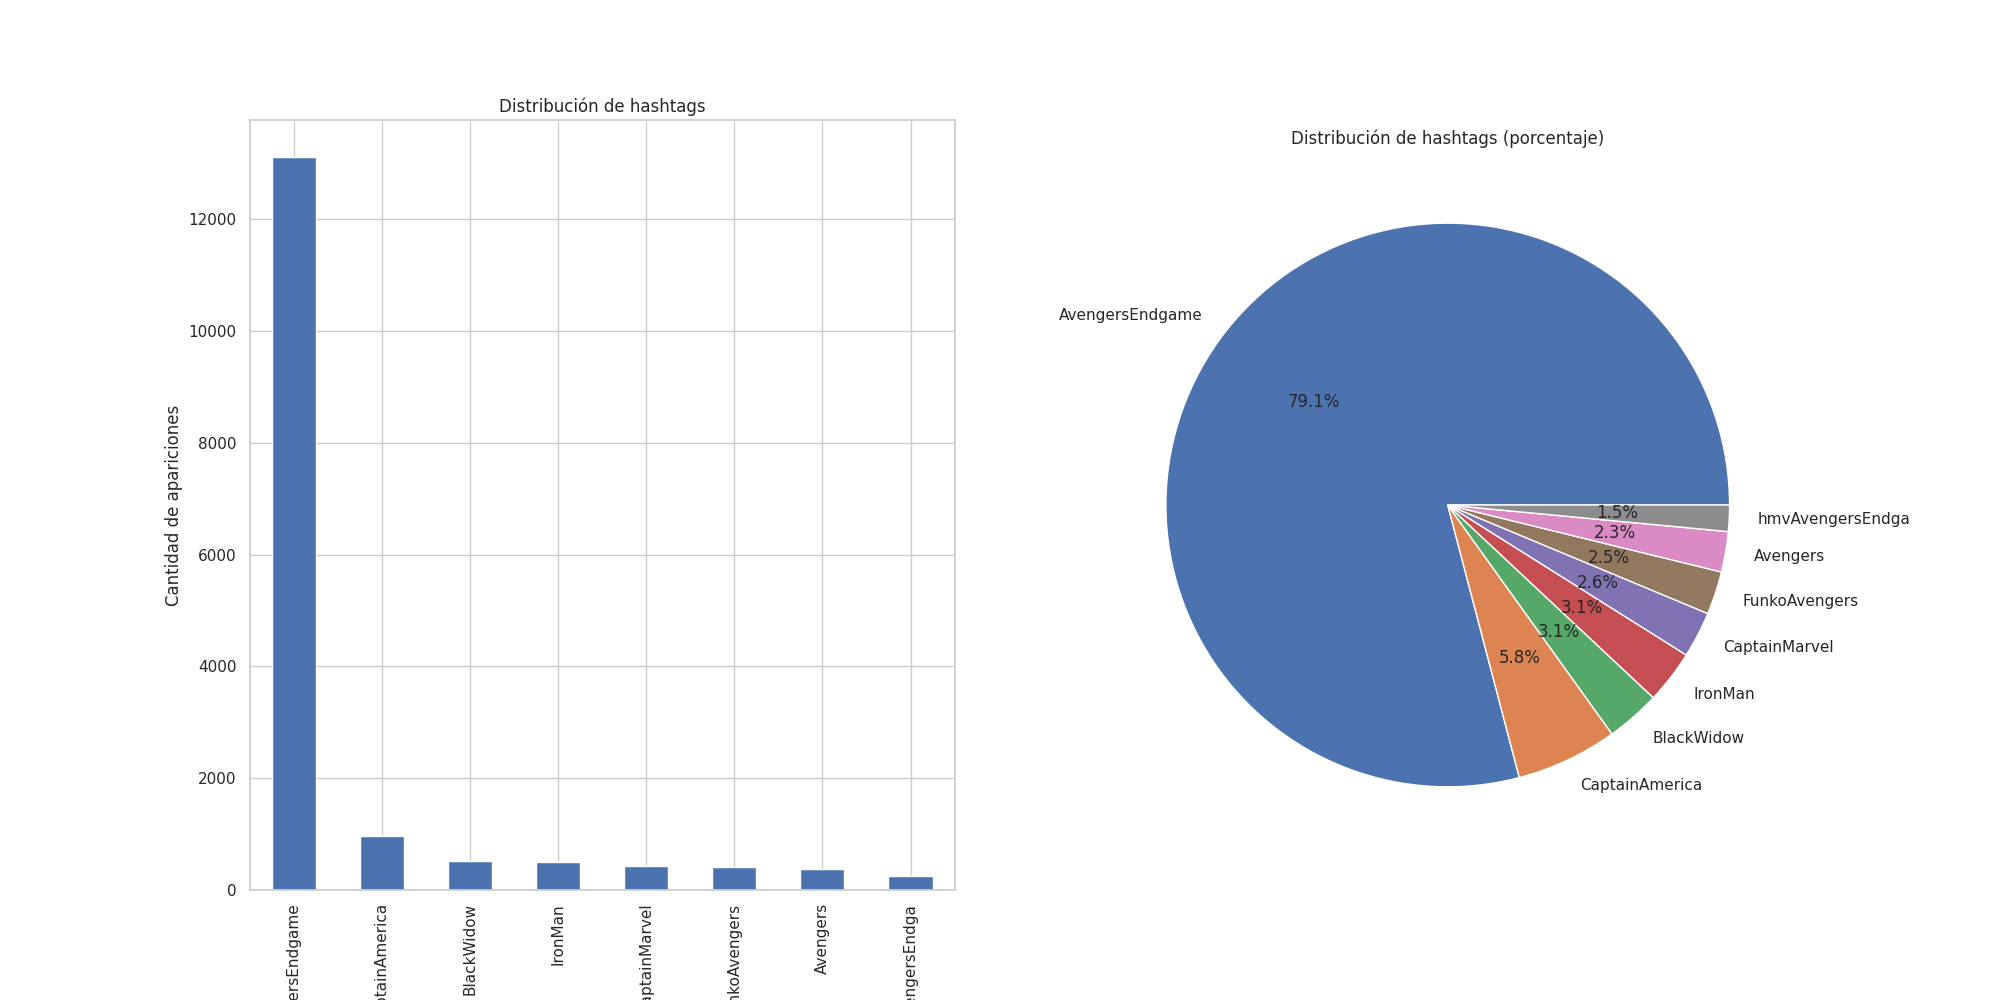 Distribución de hashtags
Cantidad de apariciones
12000
10000
8000
6000
4000
2000
0
ersEndgame
ptainAmerica
BlackWidow
IronMan
aptainMarvel
nkoAvengers
Avengers
engersEndga
Distribución de hashtags (porcentaje)
AvengersEndgame
79.1%
1.5%
hmvAvengersEndga
2.3%
Avengers
2.5%
FunkoAvengers
2.6%
CaptainMarvel
3.1%
IronMan
3.1%
BlackWidow
5.8%
CaptainAmerica